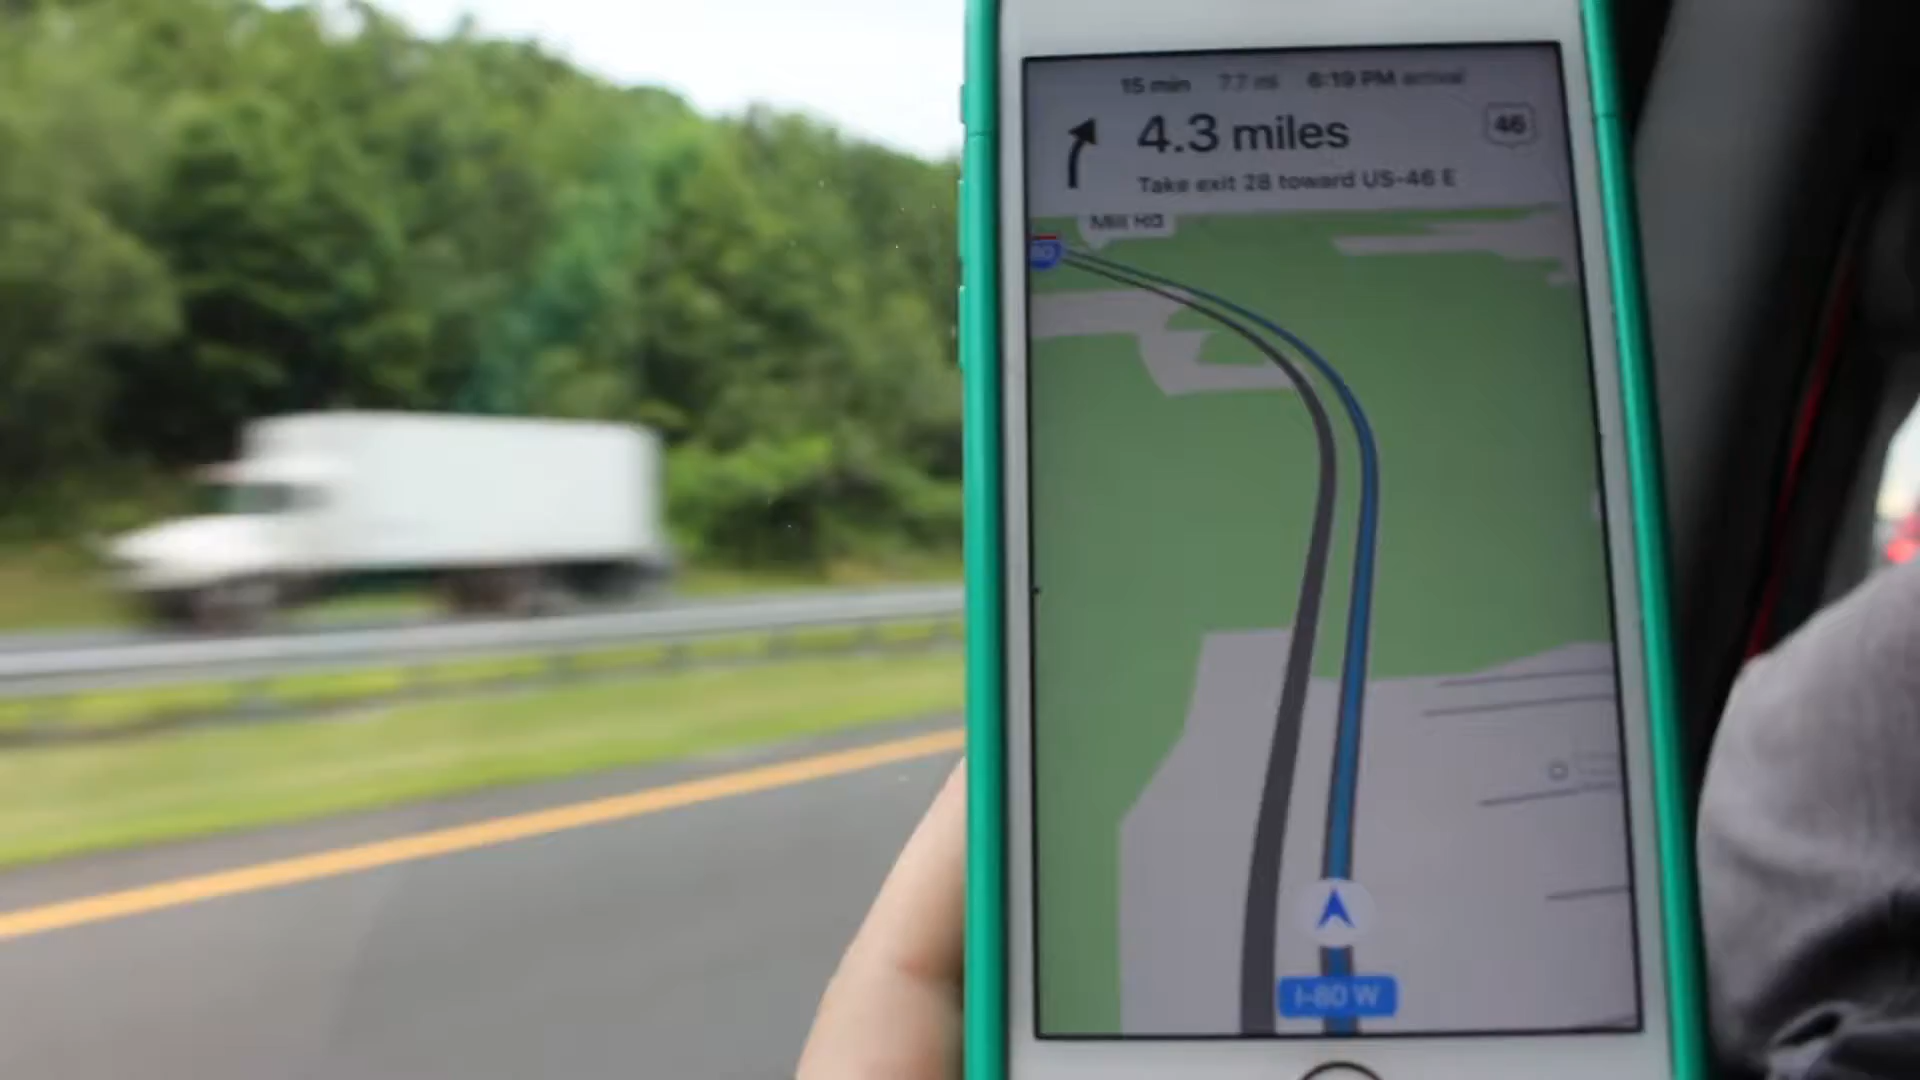 15 min 7.7 mi 6:19 PM arrival
4.3 miles
46
Take exit 28 toward US-46 E
Mill Rd
80
I-80 W